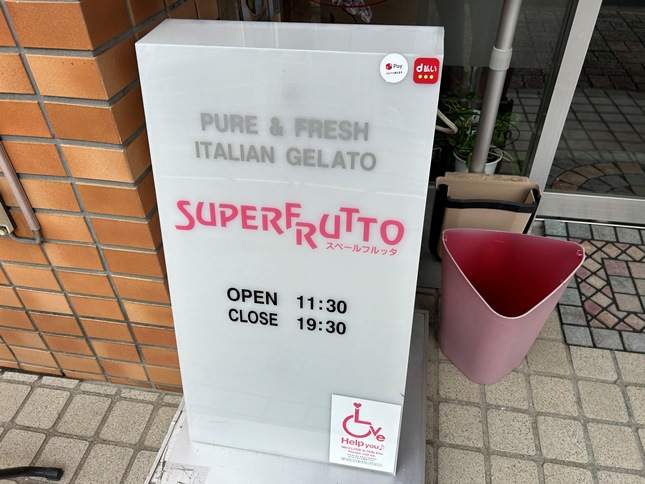 Pay
d払い
PURE & FRESH
ITALIAN GELATO
SUPERFRUTTO
スペールフルッタ
OPEN 11:30
CLOSE 19:30
Love
Help you♪